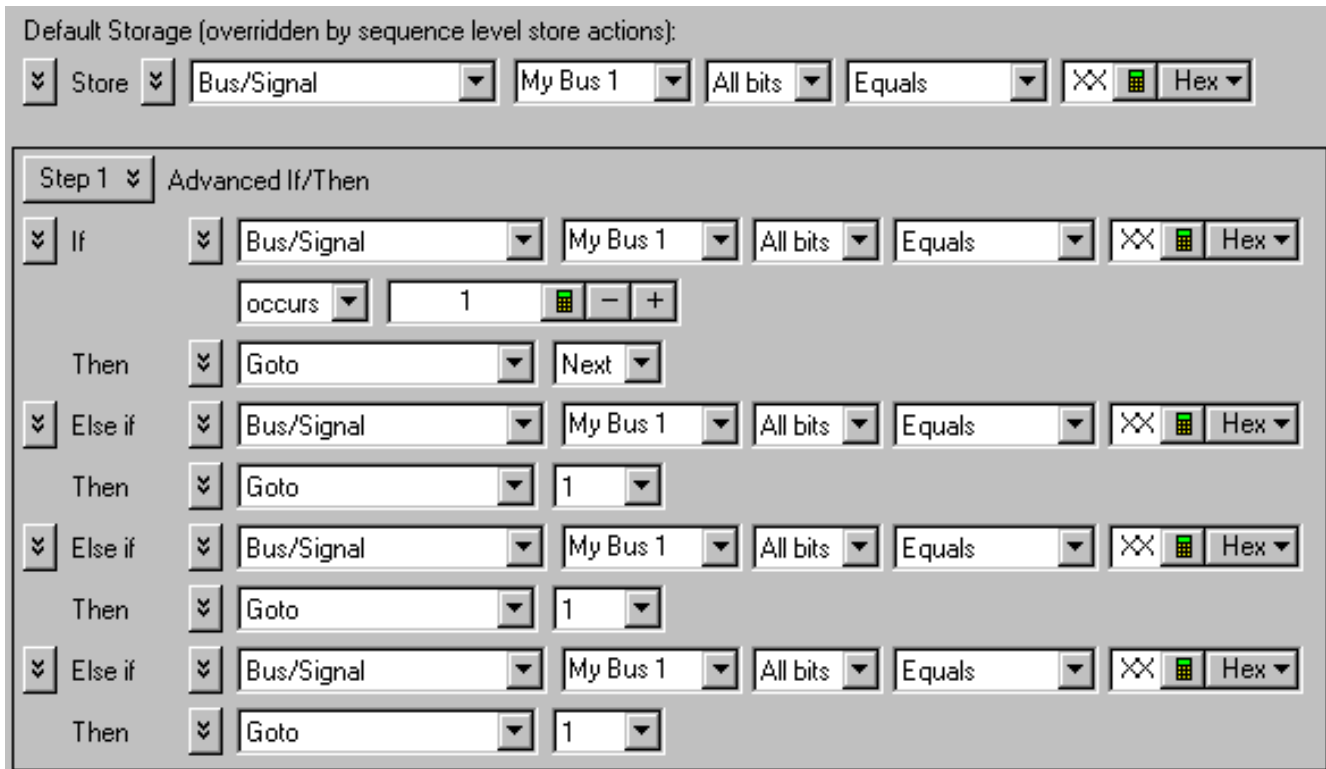 Default Storage (overridden by sequence level store actions):
Store Bus/Signal My Bus 1 All bits Equals XX Hex
Step 1 Advanced If/Then
If Bus/Signal My Bus 1 All bits Equals XX Hex
occurs 1 − +
Then Goto Next
Else if Bus/Signal My Bus 1 All bits Equals XX Hex
Then Goto 1
Else if Bus/Signal My Bus 1 All bits Equals XX Hex
Then Goto 1
Else if Bus/Signal My Bus 1 All bits Equals XX Hex
Then Goto 1